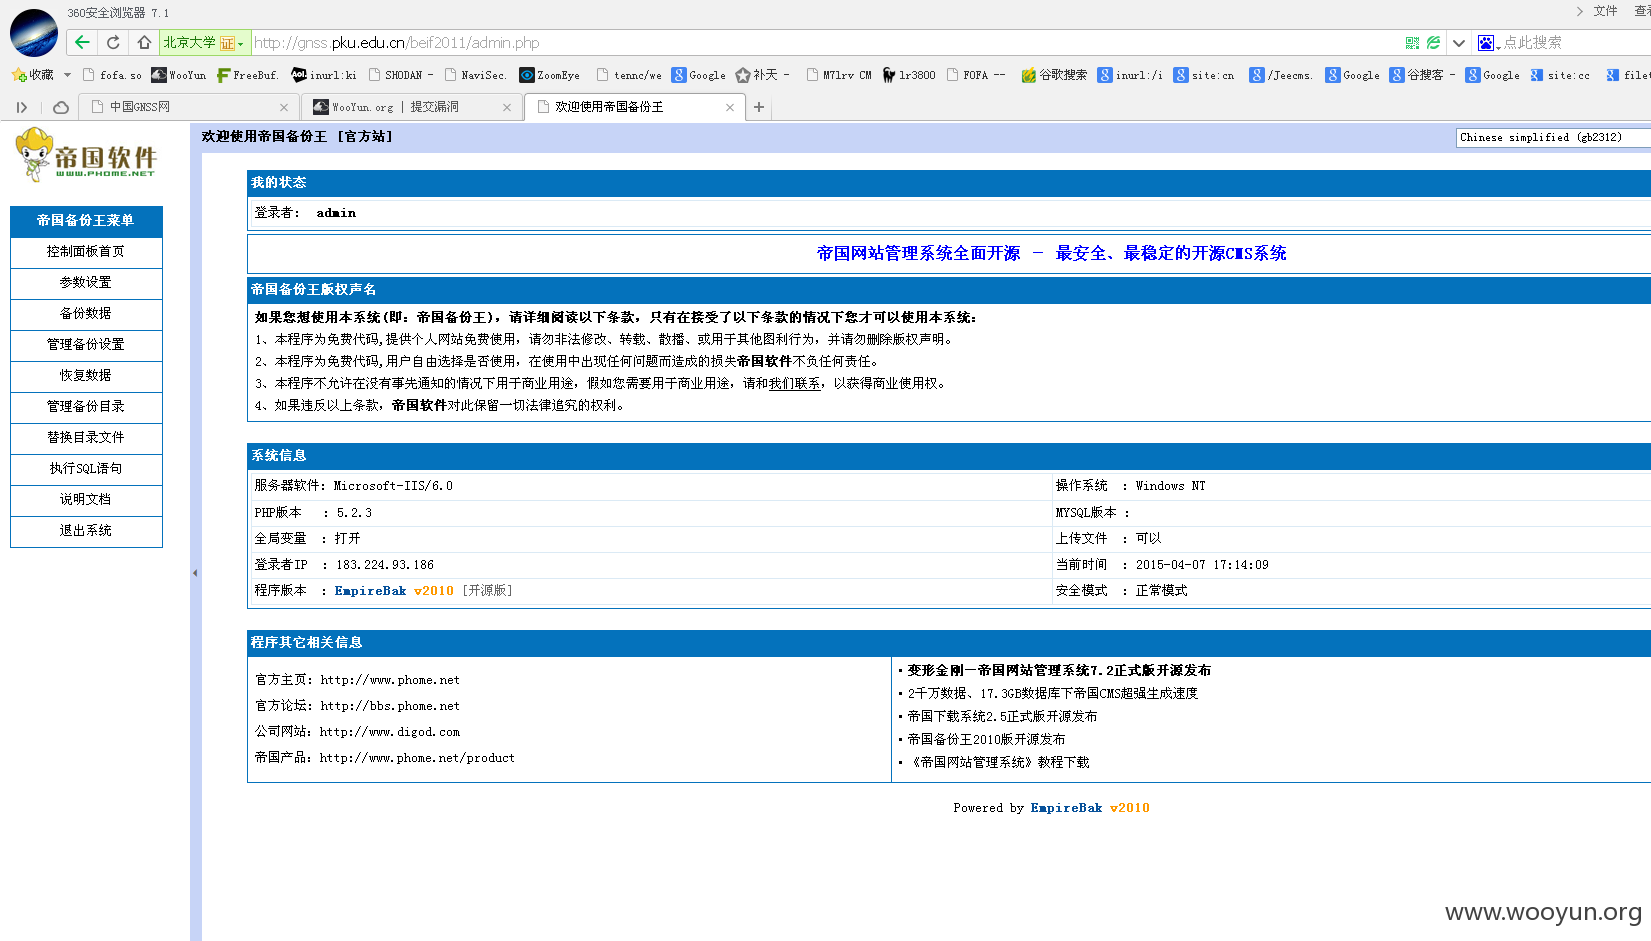 360安全浏览器 7.1
文件 查看
北京大学 证 http://gnss.pku.edu.cn/beif2011/admin.php
点此搜索
收藏 fofa.so WooYun FreeBuf. inurl:ki SHODAN - NaviSec. ZoomEye tennc/we Google 补天 - M7lrv CM lr3800 FOFA -- 谷歌搜索 inurl:/i site:cn /Jeecms. Google 谷搜客 - Google site:cc filet
中国GNSS网
WooYun.org | 提交漏洞
欢迎使用帝国备份王
帝国软件
WWW.PHOME.NET
欢迎使用帝国备份王 [官方站]
Chinese simplified (gb2312)
帝国备份王菜单
控制面板首页
参数设置
备份数据
管理备份设置
恢复数据
管理备份目录
替换目录文件
执行SQL语句
说明文档
退出系统
我的状态
登录者: admin
帝国网站管理系统全面开源 － 最安全、最稳定的开源CMS系统
帝国备份王版权声名
如果您想使用本系统(即：帝国备份王)，请详细阅读以下条款，只有在接受了以下条款的情况下您才可以使用本系统：
1、本程序为免费代码,提供个人网站免费使用，请勿非法修改、转载、散播、或用于其他图利行为，并请勿删除版权声明。
2、本程序为免费代码,用户自由选择是否使用，在使用中出现任何问题而造成的损失帝国软件不负任何责任。
3、本程序不允许在没有事先通知的情况下用于商业用途，假如您需要用于商业用途，请和我们联系，以获得商业使用权。
4、如果违反以上条款，帝国软件对此保留一切法律追究的权利。
系统信息
服务器软件: Microsoft-IIS/6.0
操作系统 : Windows NT
PHP版本 : 5.2.3
MYSQL版本 :
全局变量 : 打开
上传文件 : 可以
登录者IP : 183.224.93.186
当前时间 : 2015-04-07 17:14:09
程序版本 : EmpireBak v2010 [开源版]
安全模式 : 正常模式
程序其它相关信息
官方主页: http://www.phome.net
官方论坛: http://bbs.phome.net
公司网站: http://www.digod.com
帝国产品: http://www.phome.net/product
·变形金刚－帝国网站管理系统7.2正式版开源发布
·2千万数据、17.3GB数据库下帝国CMS超强生成速度
·帝国下载系统2.5正式版开源发布
·帝国备份王2010版开源发布
·《帝国网站管理系统》教程下载
Powered by EmpireBak v2010
www.wooyun.org